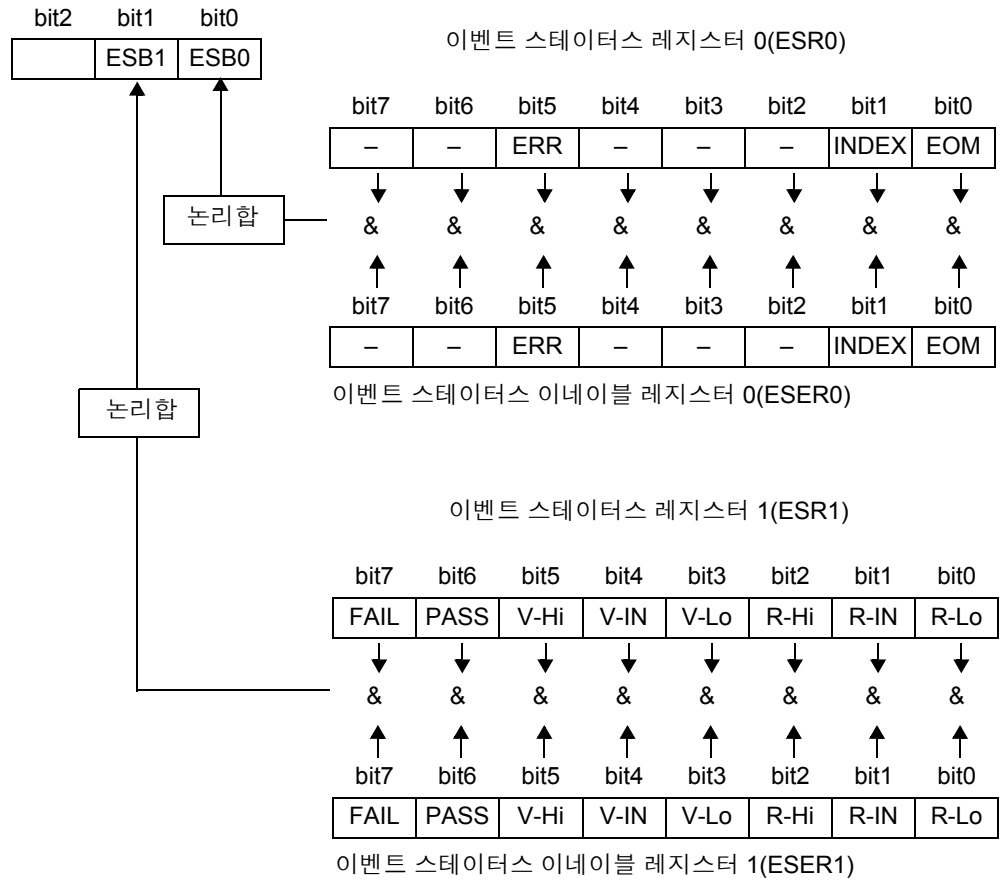 bit2 bit1 bit0
ESB1 ESB0
이벤트 스테이터스 레지스터 0(ESR0)
bit7 bit6 bit5 bit4 bit3 bit2 bit1 bit0
– – ERR – – – INDEX EOM
논리합
& & & & & & & &
bit7 bit6 bit5 bit4 bit3 bit2 bit1 bit0
– – ERR – – – INDEX EOM
이벤트 스테이터스 이네이블 레지스터 0(ESER0)
논리합
이벤트 스테이터스 레지스터 1(ESR1)
bit7 bit6 bit5 bit4 bit3 bit2 bit1 bit0
FAIL PASS V-Hi V-IN V-Lo R-Hi R-IN R-Lo
& & & & & & & &
bit7 bit6 bit5 bit4 bit3 bit2 bit1 bit0
FAIL PASS V-Hi V-IN V-Lo R-Hi R-IN R-Lo
이벤트 스테이터스 이네이블 레지스터 1(ESER1)